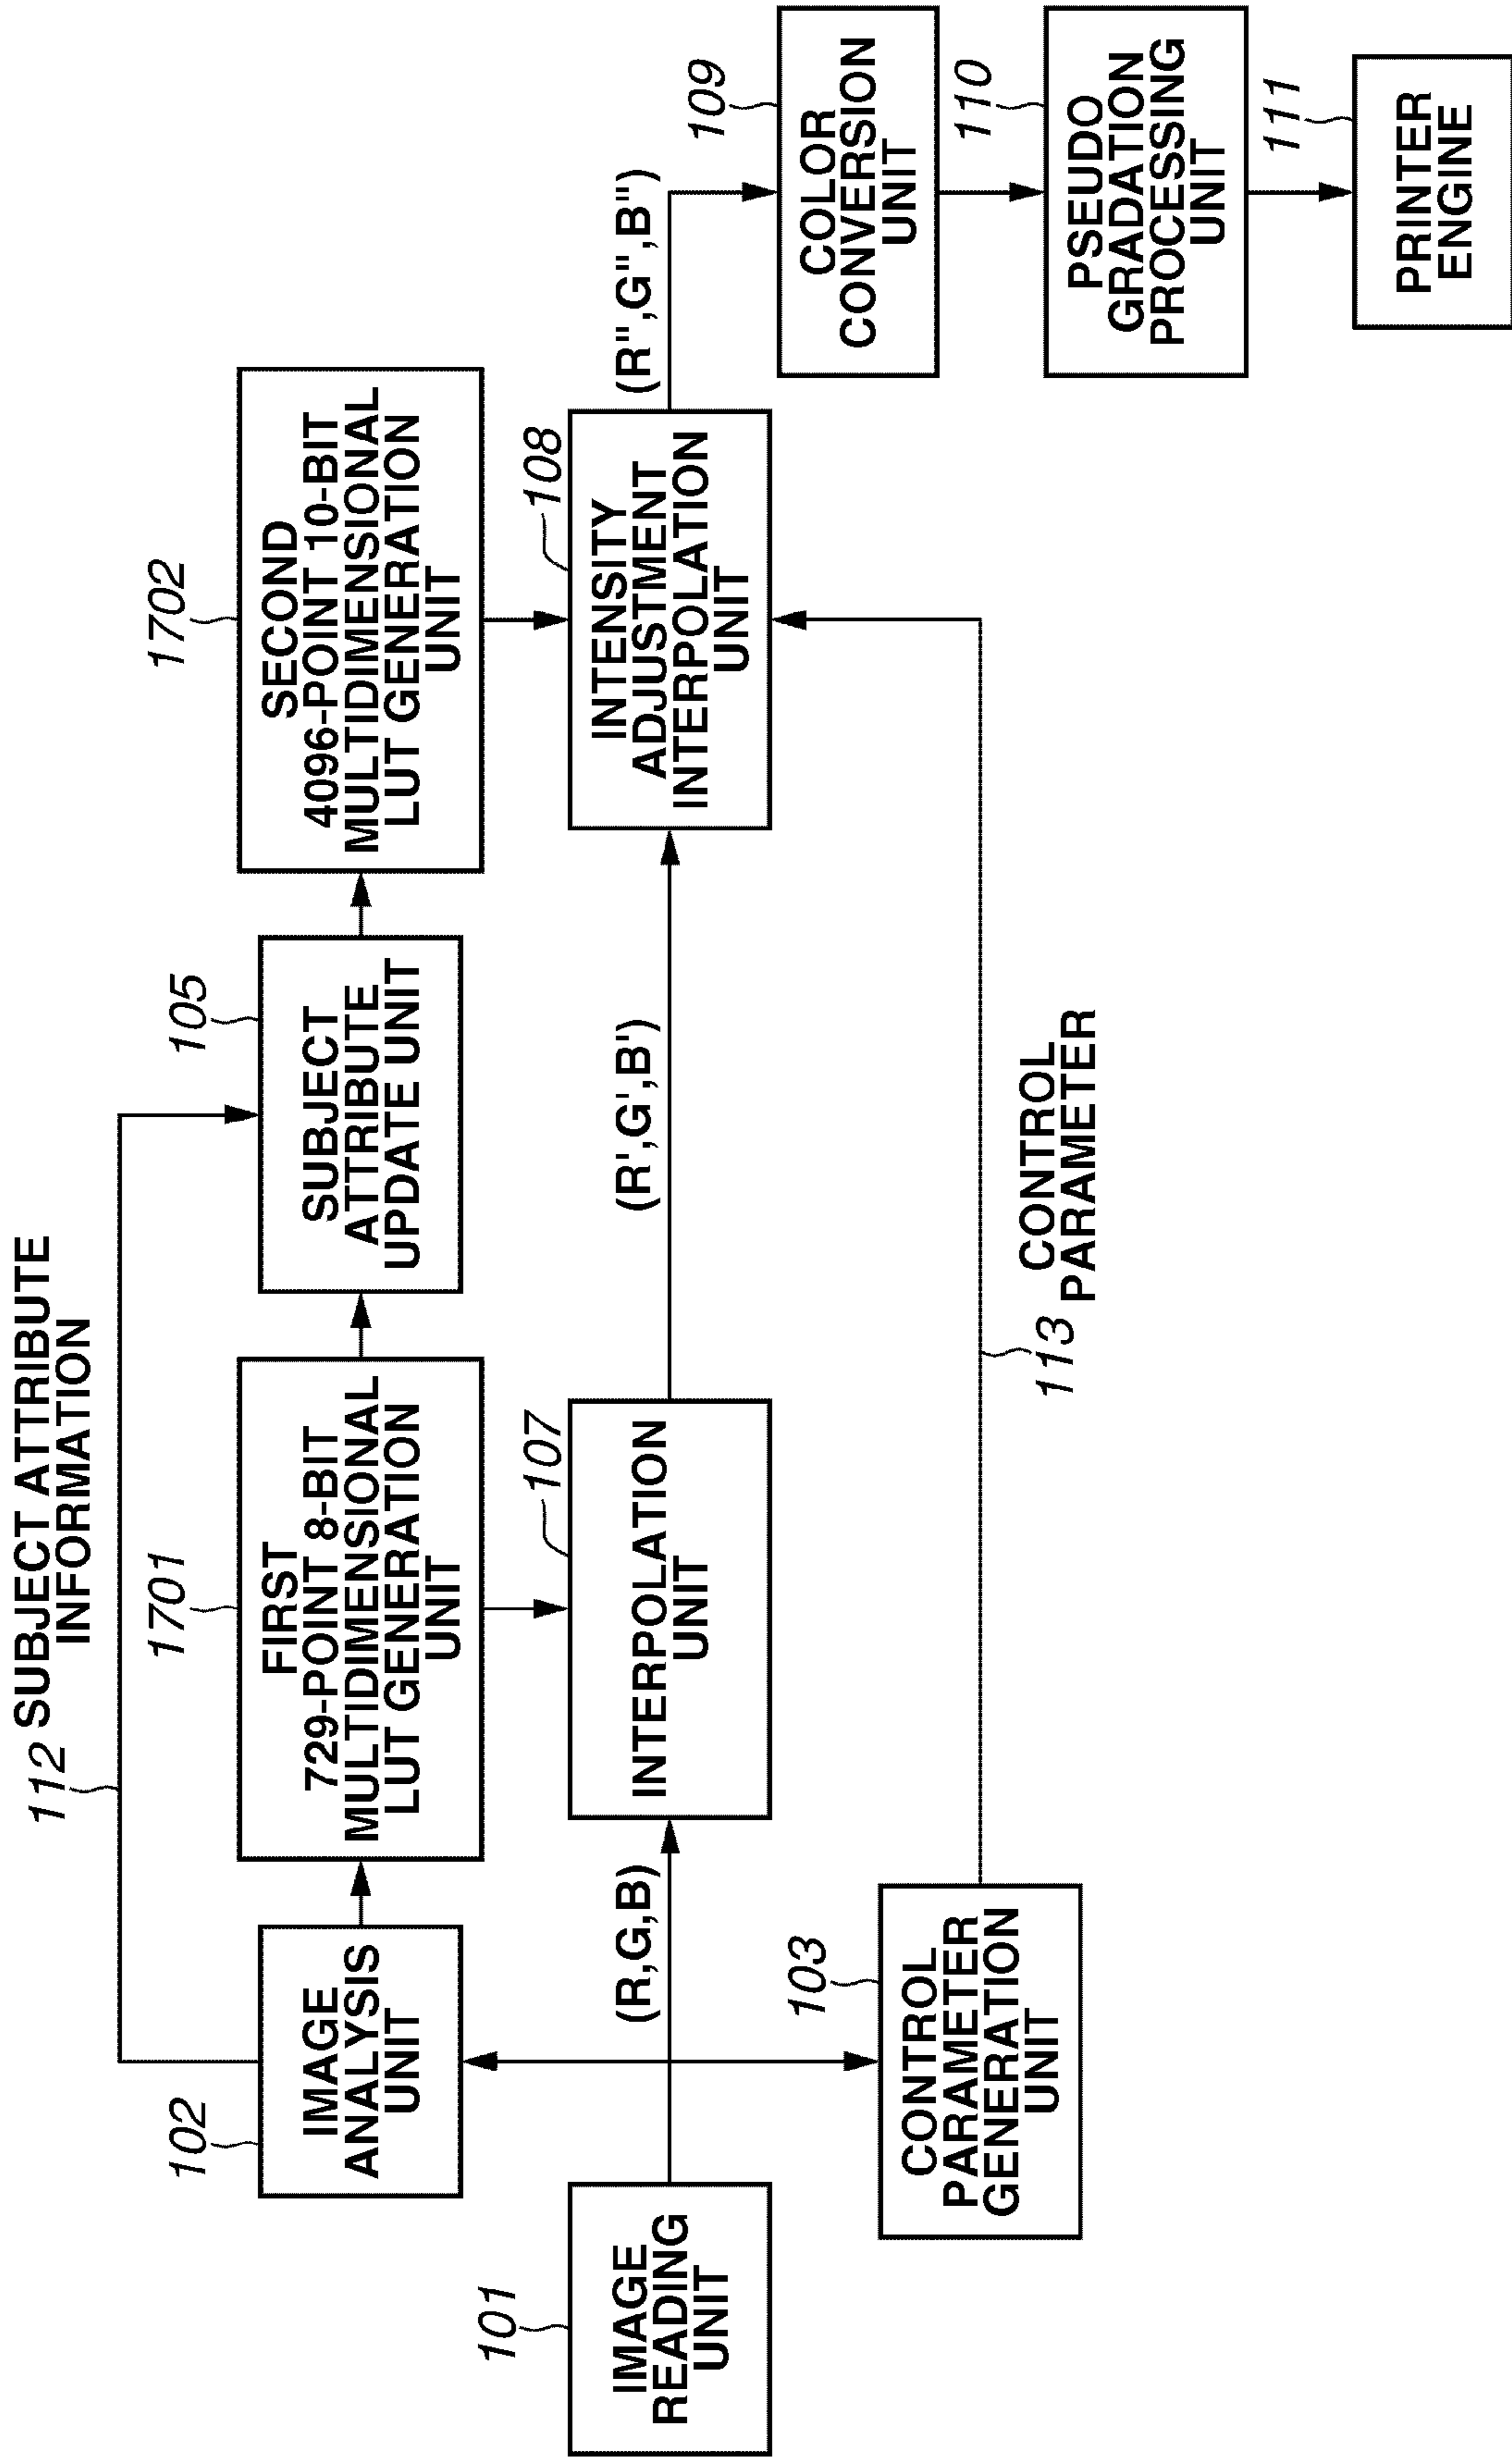 112
SUBJECT ATTRIBUTE
INFORMATION
102
IMAGE
ANALYSIS
UNIT
1701
FIRST
729-POINT 8-BIT
MULTIDIMENSIONAL
LUT GENERATION
UNIT
105
SUBJECT
ATTRIBUTE
UPDATE UNIT
1702
SECOND
4096-POINT 10-BIT
MULTIDIMENSIONAL
LUT GENERATION
UNIT
101
IMAGE
READING
UNIT
(R,G,B)
107
INTERPOLATION
UNIT
(R',G',B')
108
INTENSITY
ADJUSTMENT
INTERPOLATION
UNIT
(R'',G'',B'')
103
CONTROL
PARAMETER
GENERATION
UNIT
113
CONTROL
PARAMETER
109
COLOR
CONVERSION
UNIT
110
PSEUDO
GRADATION
PROCESSING
UNIT
111
PRINTER
ENGINE